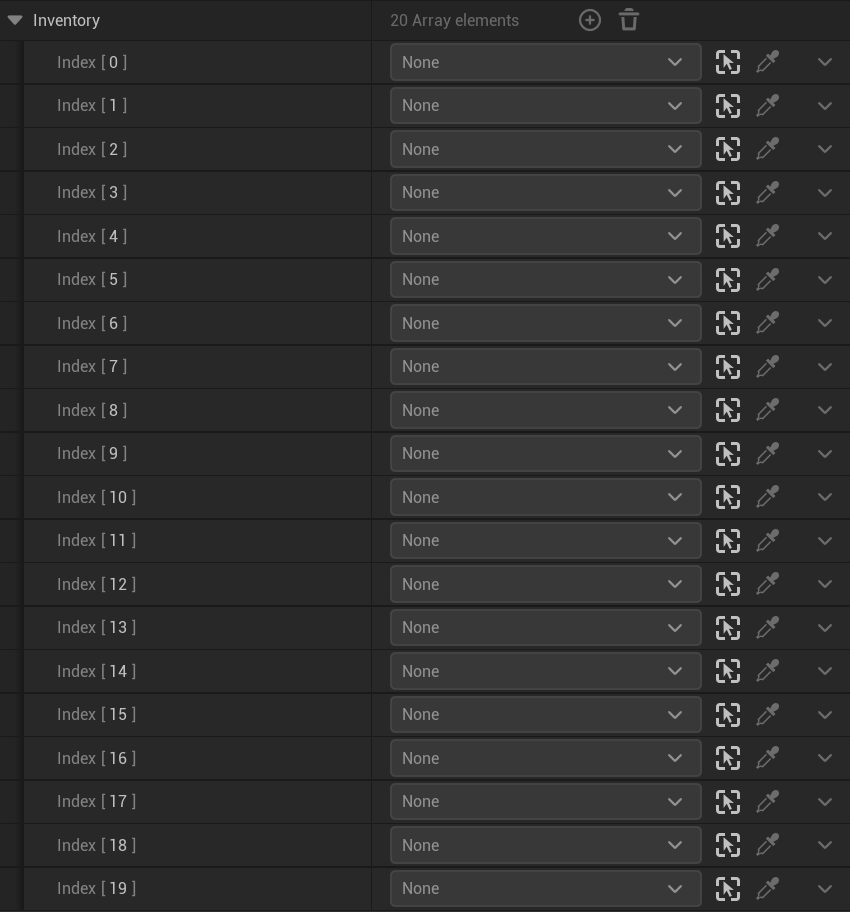 Inventory 20 Array elements
Index [ 0 ] None
Index [ 1 ] None
Index [ 2 ] None
Index [ 3 ] None
Index [ 4 ] None
Index [ 5 ] None
Index [ 6 ] None
Index [ 7 ] None
Index [ 8 ] None
Index [ 9 ] None
Index [ 10 ] None
Index [ 11 ] None
Index [ 12 ] None
Index [ 13 ] None
Index [ 14 ] None
Index [ 15 ] None
Index [ 16 ] None
Index [ 17 ] None
Index [ 18 ] None
Index [ 19 ] None